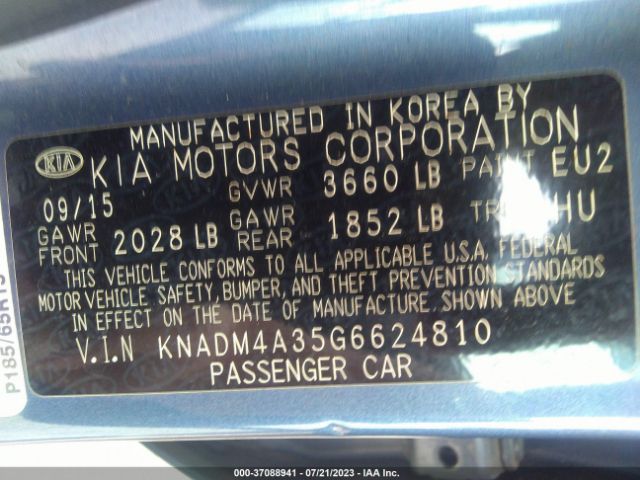 MANUFACTURED IN KOREA BY
KIA KIA MOTORS CORPORATION
09/15 GVWR 3660 LB PAINT EU2
GAWR FRONT 2028 LB GAWR REAR 1852 LB HU
THIS VEHICLE CONFORMS TO ALL APPLICABLE U.S.A. FEDERAL
MOTOR VEHICLE SAFETY, BUMPER, AND THEFT PREVENTION STANDARDS
IN EFFECT ON THE DATE OF MANUFACTURE SHOWN ABOVE
V.I.N KNADM4A35G6624810
PASSENGER CAR
P185/65R15
000-37088941 - 07/21/2023 - IAAI.COM